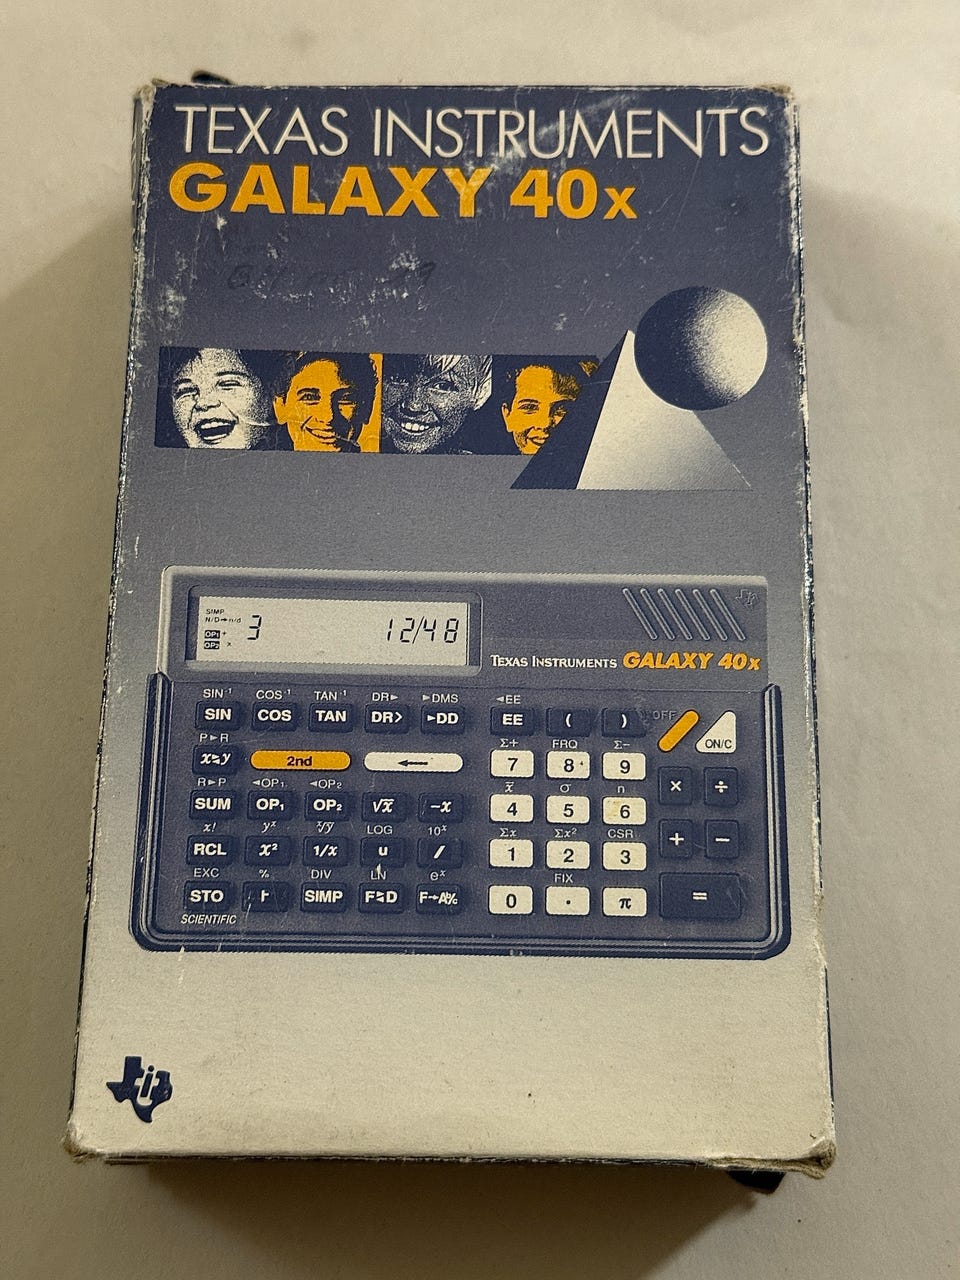 TEXAS INSTRUMENTS
GALAXY 40x
SIMP
N/D→n/d
OP1 + 3 12/48
OP2 x
TEXAS INSTRUMENTS GALAXY 40x
SIN⁻¹ COS⁻¹ TAN⁻¹ DR► ►DMS ◄EE
SIN COS TAN DR> ►DD EE ( ) OFF ON/C
P►R Σ+ FRQ Σ−
x⇆y 2nd ← 7 8 9
R►P ◄OP₁ ◄OP₂ x̄ σ n × ÷
SUM OP₁ OP₂ √x̅ −x 4 5 6
x! yˣ ˣ√y LOG 10ˣ Σx Σx² CSR + −
RCL x² 1/x u / 1 2 3
EXC % DIV LN eˣ FIX
STO ⊦ SIMP F⇆D F→Ab/c 0 . π =
SCIENTIFIC